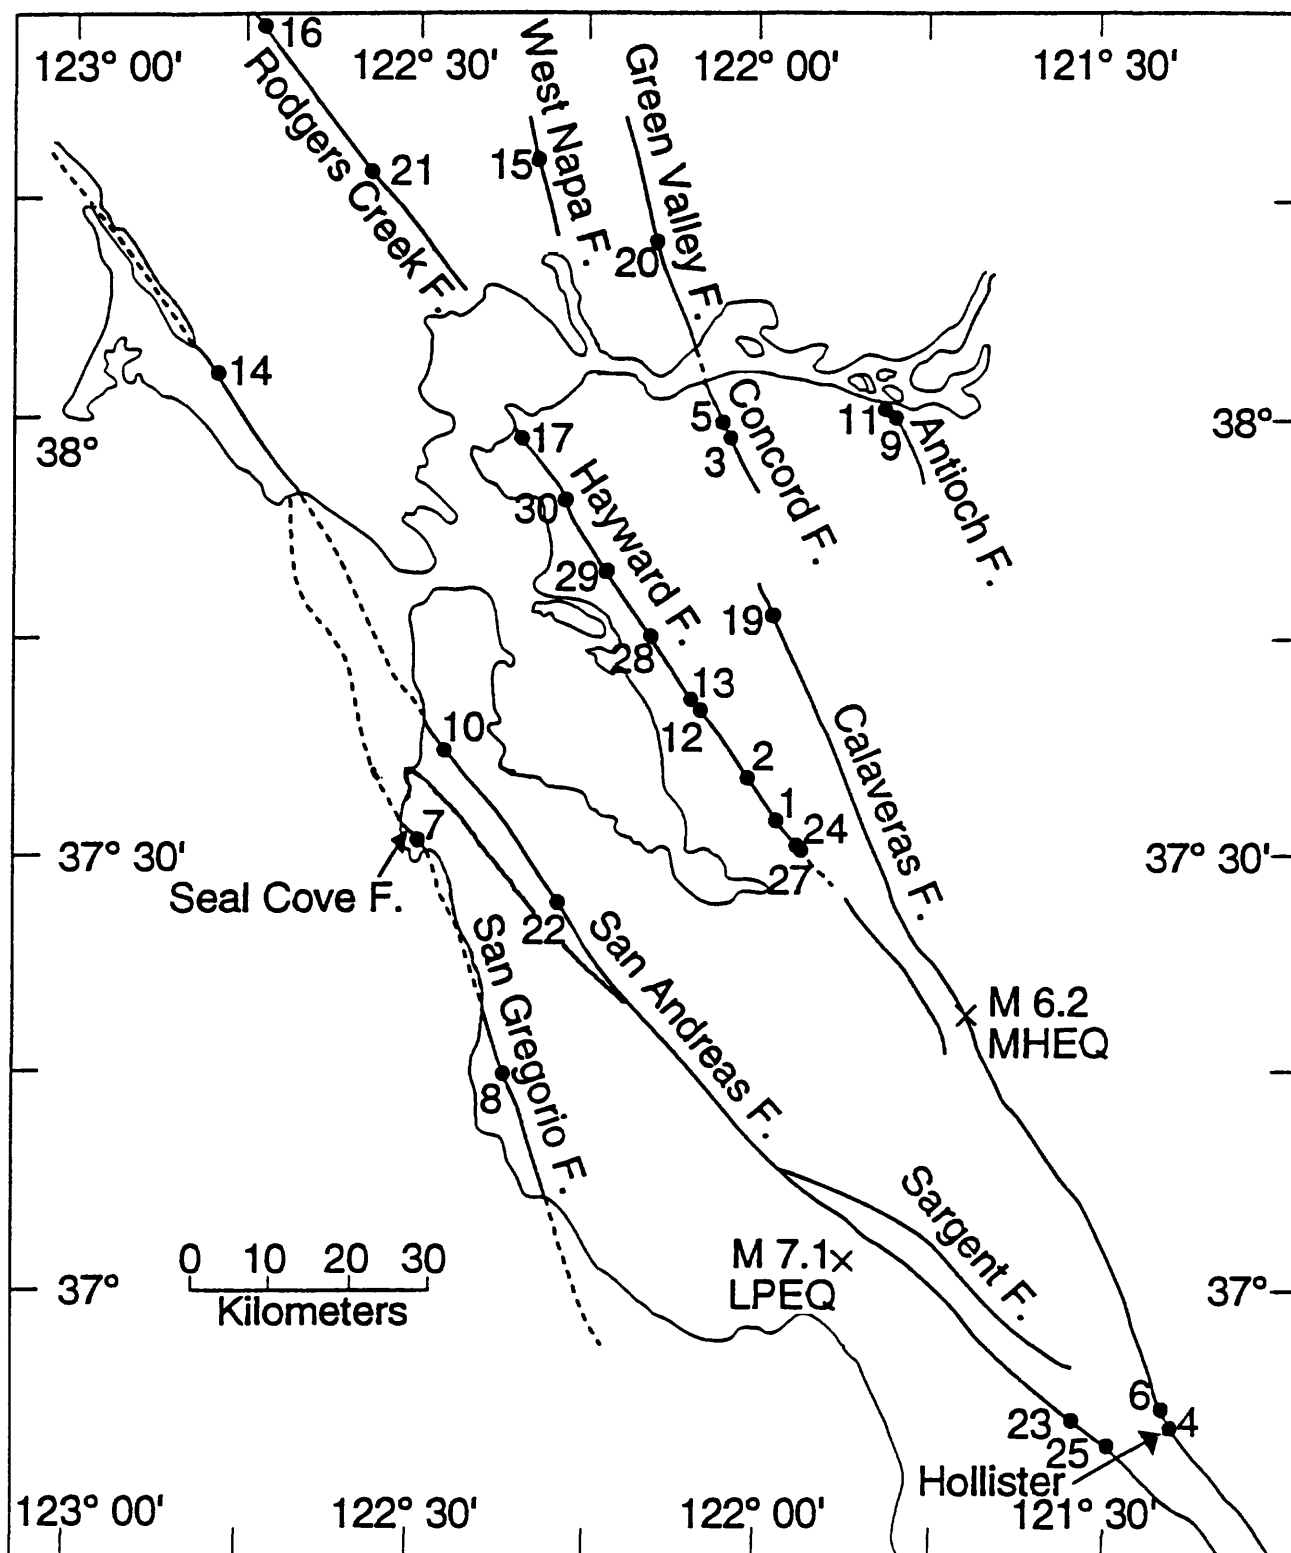 16
123° 00'
122° 30'
122° 00'
121° 30'
Rodgers Creek F.
West Napa F.
Green Valley F.
15
21
20
14
38°
38°
17
5
3
Concord F.
11
9
Antioch F.
30
Hayward F.
29
19
28
13
12
10
2
1
24
27
Calaveras F.
7
37° 30'
37° 30'
Seal Cove F.
22
San Gregorio F.
San Andreas F.
M 6.2
MHEQ
8
Sargent F.
0 10 20 30
Kilometers
M 7.1
LPEQ
37°
37°
6
4
23
25
Hollister
123° 00'
122° 30'
122° 00'
121° 30'